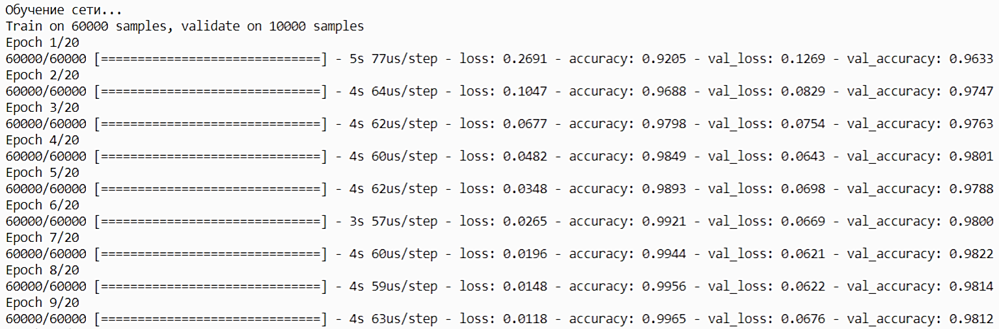 Обучение сети...
Train on 60000 samples, validate on 10000 samples
Epoch 1/20
60000/60000 [==============================] - 5s 77us/step - loss: 0.2691 - accuracy: 0.9205 - val_loss: 0.1269 - val_accuracy: 0.9633
Epoch 2/20
60000/60000 [==============================] - 4s 64us/step - loss: 0.1047 - accuracy: 0.9688 - val_loss: 0.0829 - val_accuracy: 0.9747
Epoch 3/20
60000/60000 [==============================] - 4s 62us/step - loss: 0.0677 - accuracy: 0.9798 - val_loss: 0.0754 - val_accuracy: 0.9763
Epoch 4/20
60000/60000 [==============================] - 4s 60us/step - loss: 0.0482 - accuracy: 0.9849 - val_loss: 0.0643 - val_accuracy: 0.9801
Epoch 5/20
60000/60000 [==============================] - 4s 62us/step - loss: 0.0348 - accuracy: 0.9893 - val_loss: 0.0698 - val_accuracy: 0.9788
Epoch 6/20
60000/60000 [==============================] - 3s 57us/step - loss: 0.0265 - accuracy: 0.9921 - val_loss: 0.0669 - val_accuracy: 0.9800
Epoch 7/20
60000/60000 [==============================] - 4s 60us/step - loss: 0.0196 - accuracy: 0.9944 - val_loss: 0.0621 - val_accuracy: 0.9822
Epoch 8/20
60000/60000 [==============================] - 4s 59us/step - loss: 0.0148 - accuracy: 0.9956 - val_loss: 0.0622 - val_accuracy: 0.9814
Epoch 9/20
60000/60000 [==============================] - 4s 63us/step - loss: 0.0118 - accuracy: 0.9965 - val_loss: 0.0676 - val_accuracy: 0.9812